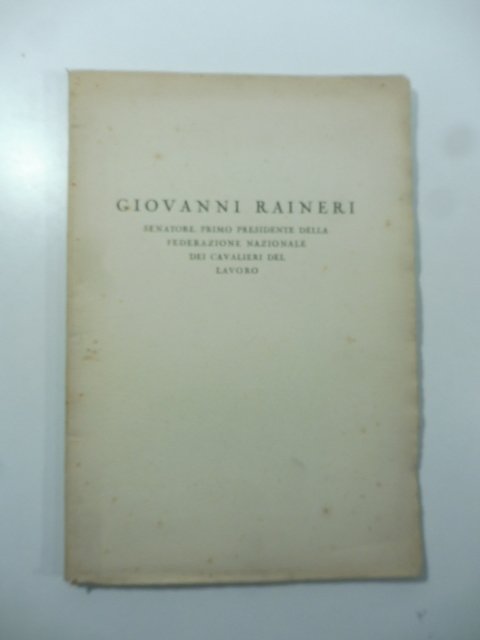 GIOVANNI RAINERI
SENATORE, PRIMO PRESIDENTE DELLA
FEDERAZIONE NAZIONALE
DEI CAVALIERI DEL
LAVORO